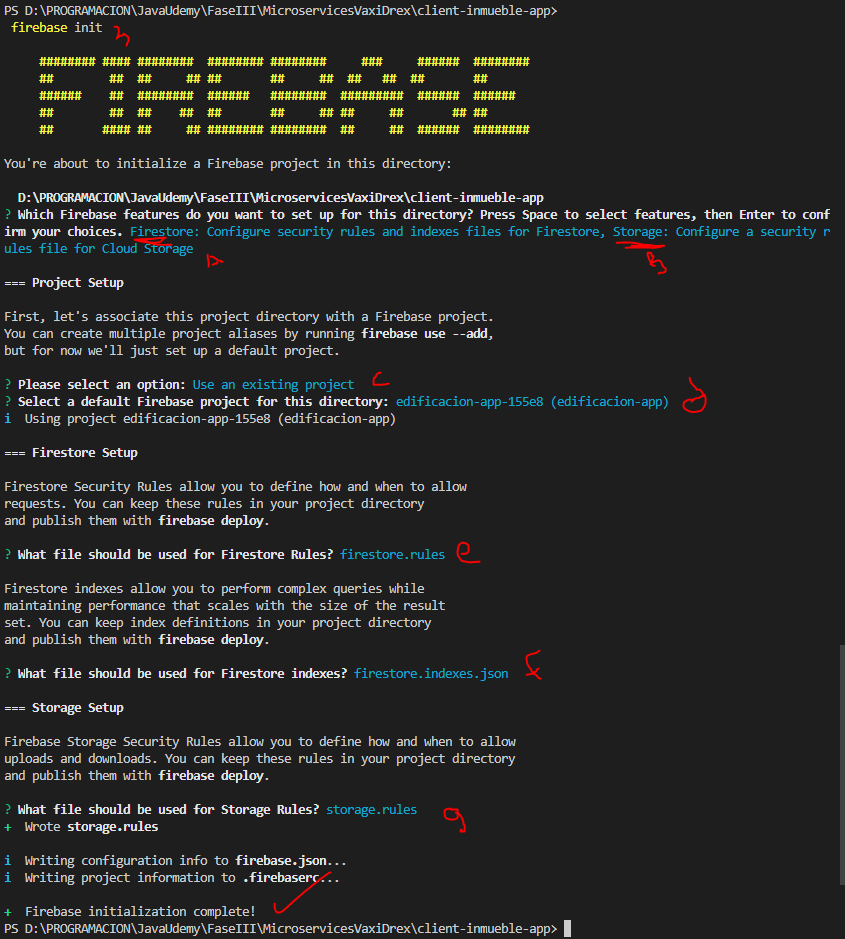 PS D:\PROGRAMACION\JavaUdemy\FaseIII\MicroservicesVaxiDrex\client-inmueble-app>
firebase init
FIREBASE
You're about to initialize a Firebase project in this directory:
D:\PROGRAMACION\JavaUdemy\FaseIII\MicroservicesVaxiDrex\client-inmueble-app
? Which Firebase features do you want to set up for this directory? Press Space to select features, then Enter to conf
irm your choices. Firestore: Configure security rules and indexes files for Firestore, Storage: Configure a security r
ules file for Cloud Storage
=== Project Setup
First, let's associate this project directory with a Firebase project.
You can create multiple project aliases by running firebase use --add,
but for now we'll just set up a default project.
? Please select an option: Use an existing project c
? Select a default Firebase project for this directory: edificacion-app-155e8 (edificacion-app) d
i Using project edificacion-app-155e8 (edificacion-app)
=== Firestore Setup
Firestore Security Rules allow you to define how and when to allow
requests. You can keep these rules in your project directory
and publish them with firebase deploy.
? What file should be used for Firestore Rules? firestore.rules e
Firestore indexes allow you to perform complex queries while
maintaining performance that scales with the size of the result
set. You can keep index definitions in your project directory
and publish them with firebase deploy.
? What file should be used for Firestore indexes? firestore.indexes.json f
=== Storage Setup
Firebase Storage Security Rules allow you to define how and when to allow
uploads and downloads. You can keep these rules in your project directory
and publish them with firebase deploy.
? What file should be used for Storage Rules? storage.rules g
+ Wrote storage.rules
i Writing configuration info to firebase.json...
i Writing project information to .firebaserc...
+ Firebase initialization complete!
PS D:\PROGRAMACION\JavaUdemy\FaseIII\MicroservicesVaxiDrex\client-inmueble-app>